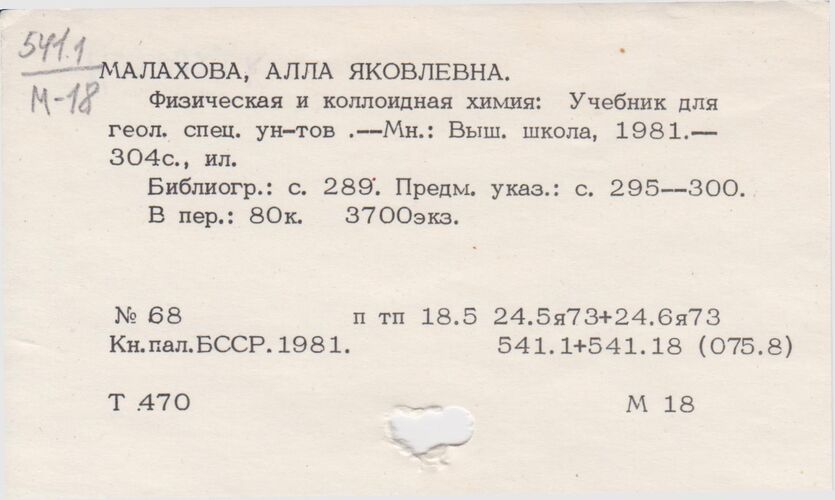 541.1
М-18
МАЛАХОВА, АЛЛА ЯКОВЛЕВНА.
Физическая и коллоидная химия: Учебник для
геол. спец. ун-тов .—Мн.: Выш. школа, 1981.—
304с., ил.
Библиогр.: с. 289. Предм. указ.: с. 295—300.
В пер.: 80к. 3700экз.
№ 68 п тп 18.5 24.5я73+24.6я73
Кн.пал.БССР.1981. 541.1+541.18 (075.8)
Т 470 М 18